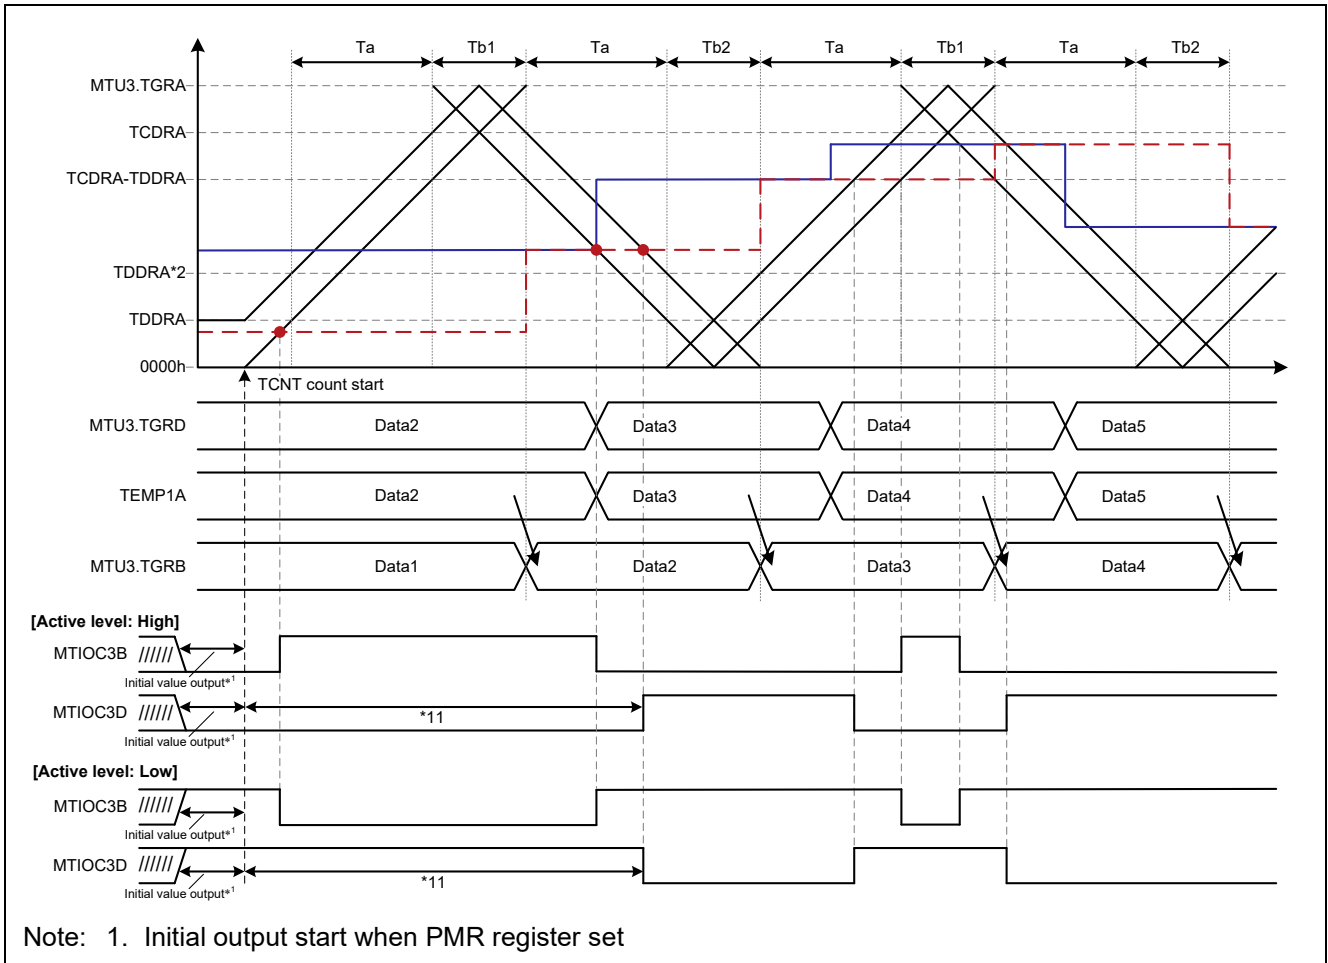 Ta Tb1 Ta Tb2 Ta Tb1 Ta Tb2
MTU3.TGRA
TCDRA
TCDRA-TDDRA
TDDRA*2
TDDRA
0000h
TCNT count start
MTU3.TGRD Data2 Data3 Data4 Data5
TEMP1A Data2 Data3 Data4 Data5
MTU3.TGRB Data1 Data2 Data3 Data4
[Active level: High]
MTIOC3B //////
Initial value output*1
MTIOC3D ////// *11
Initial value output*1
[Active level: Low]
MTIOC3B //////
Initial value output*1
MTIOC3D ////// *11
Initial value output*1
Note: 1. Initial output start when PMR register set